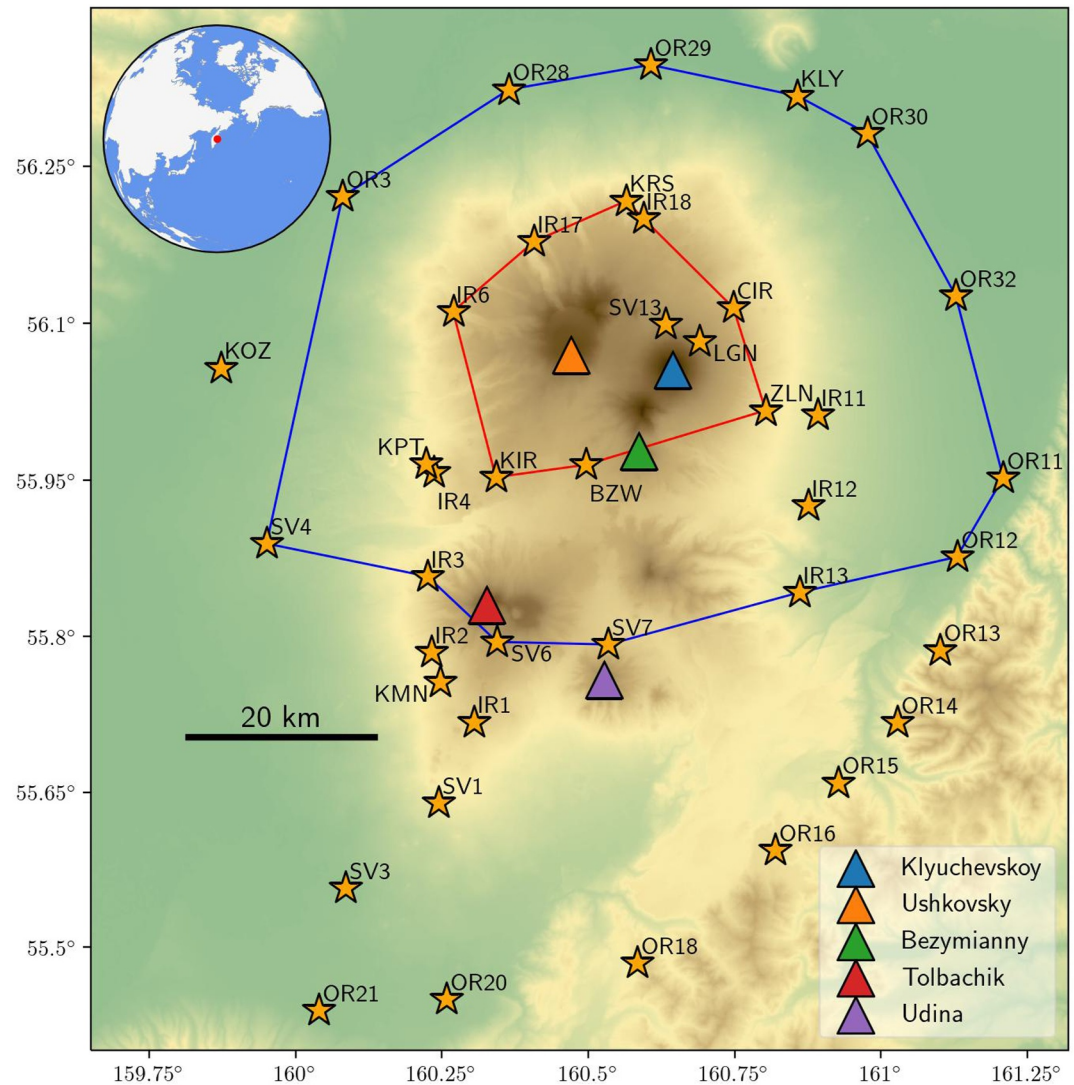 OR29
OR28
KLY
OR30
56.25°
OR3
KRS
IR18
IR17
OR32
IR6
CIR
SV13
56.1°
KOZ
LGN
ZLN
IR11
KPT
KIR
OR11
55.95°
IR4
BZW
IR12
SV4
OR12
IR3
IR13
SV7
55.8°
IR2
SV6
OR13
KMN
IR1
OR14
20 km
OR15
SV1
55.65°
OR16
SV3
Klyuchevskoy
Ushkovsky
Bezymianny
Tolbachik
Udina
OR18
55.5°
OR20
OR21
159.75° 160° 160.25° 160.5° 160.75° 161° 161.25°